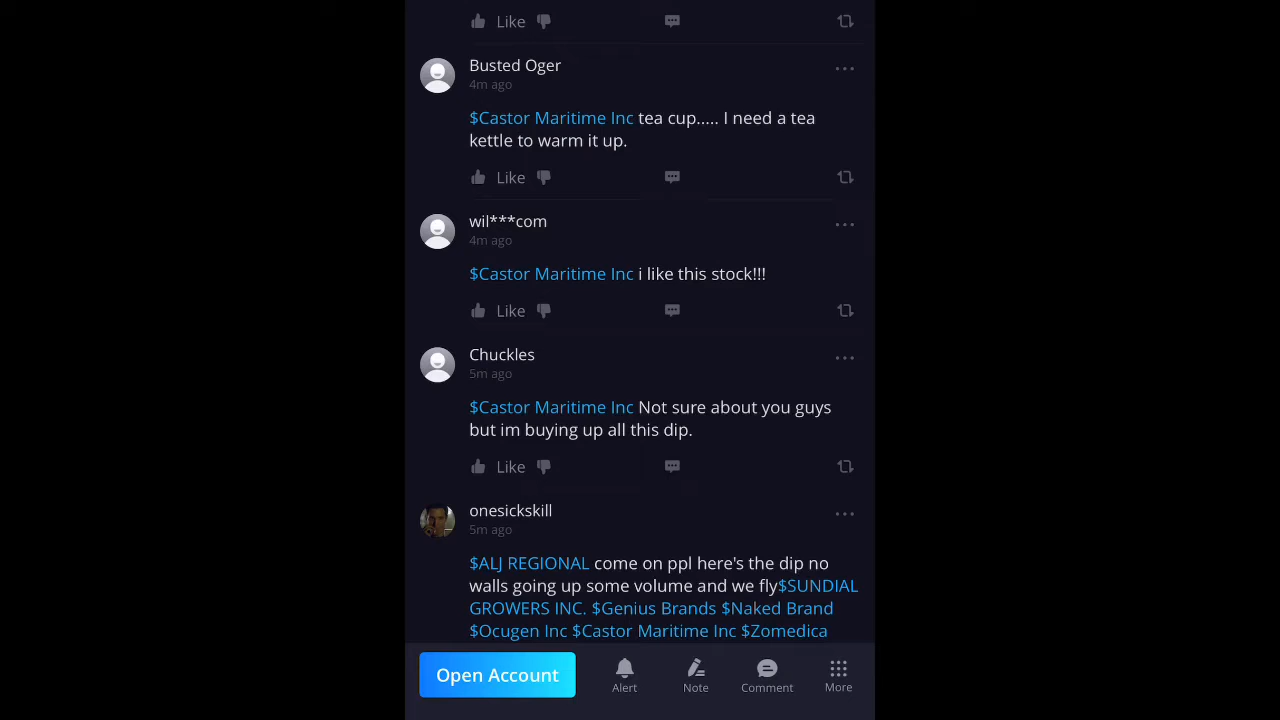 Like
Busted Oger
4m ago
$Castor Maritime Inc tea cup..... I need a tea
kettle to warm it up.
Like
wil***com
4m ago
$Castor Maritime Inc i like this stock!!!
Like
Chuckles
5m ago
$Castor Maritime Inc Not sure about you guys
but im buying up all this dip.
Like
onesickskill
5m ago
$ALJ REGIONAL come on ppl here's the dip no
walls going up some volume and we fly$SUNDIAL
GROWERS INC. $Genius Brands $Naked Brand
$Ocugen Inc $Castor Maritime Inc $Zomedica
Open Account
Alert
Note
Comment
More